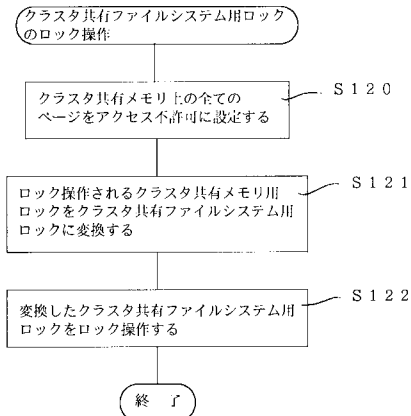 クラスタ共有ファイルシステム用ロック
のロック操作
クラスタ共有メモリ上の全ての
ページをアクセス不許可に設定する
S120
ロック操作されるクラスタ共有メモリ用
ロックをクラスタ共有ファイルシステム用
ロックに変換する
S121
変換したクラスタ共有ファイルシステム用
ロックをロック操作する
S122
終了